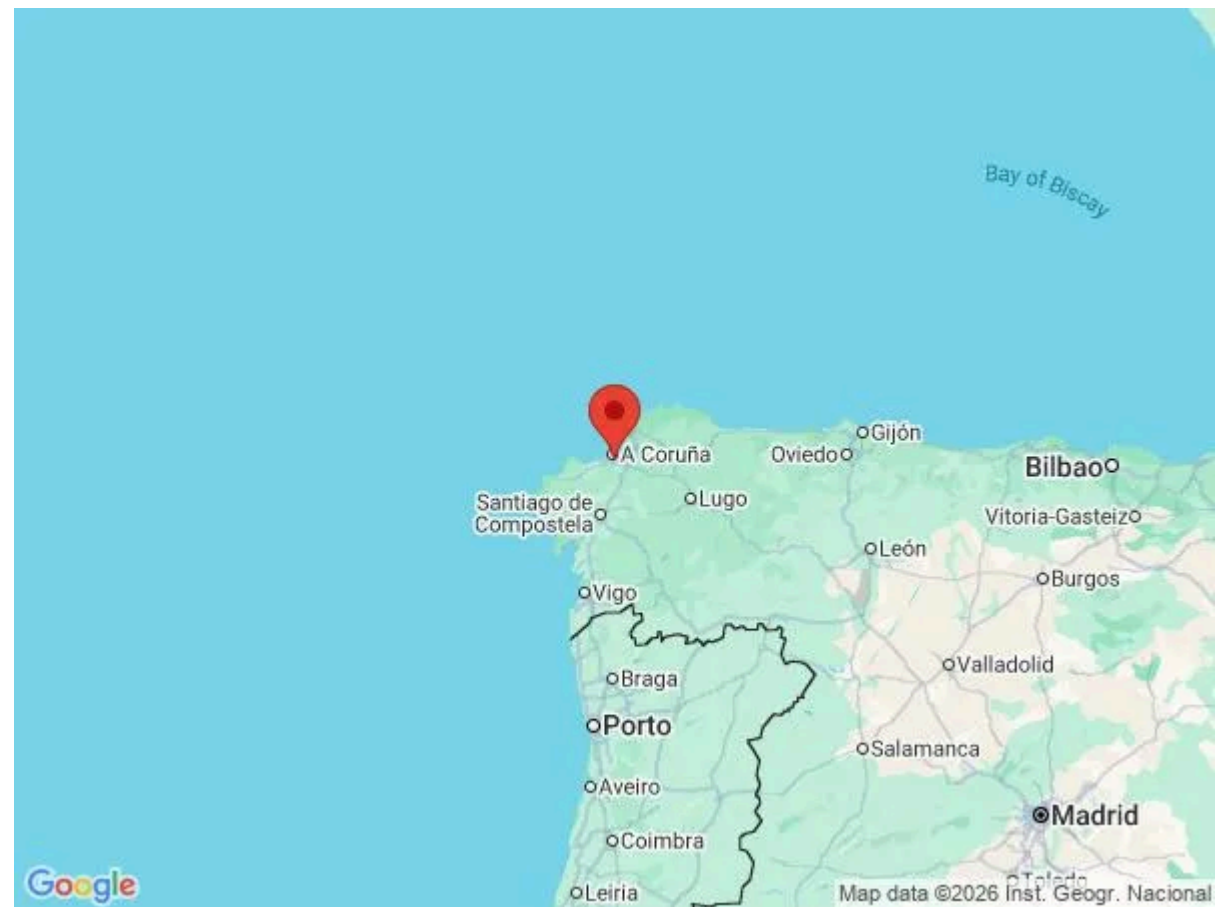 Bay of Biscay
A Coruña
Gijón
Oviedo
Bilbao
Santiago de
Compostela
Lugo
Vitoria-Gasteiz
León
Burgos
Vigo
Valladolid
Braga
Porto
Salamanca
Aveiro
Madrid
Coimbra
Toledo
Google
Leiria
Map data ©2026 Inst. Geogr. Nacional